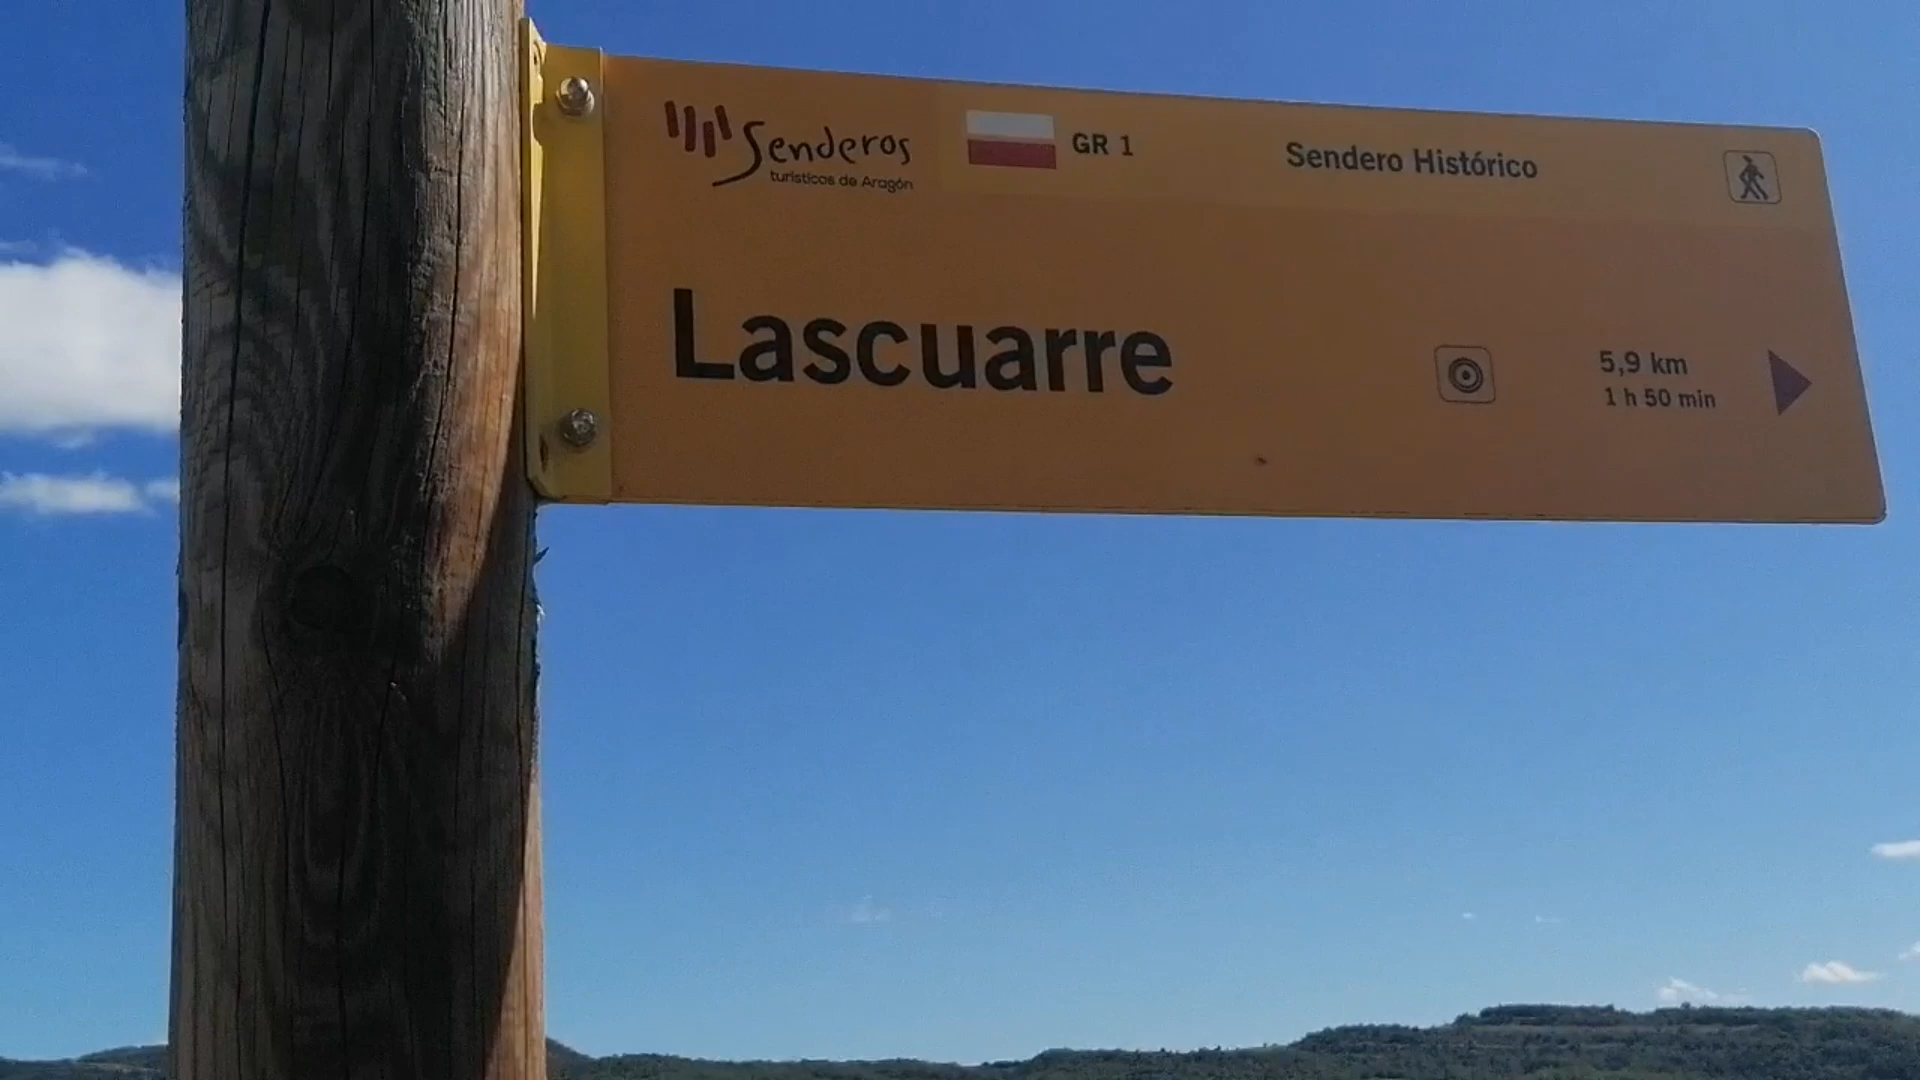 Senderos
turísticos de Aragón
GR 1
Sendero Histórico
Lascuarre
5,9 km
1 h 50 min